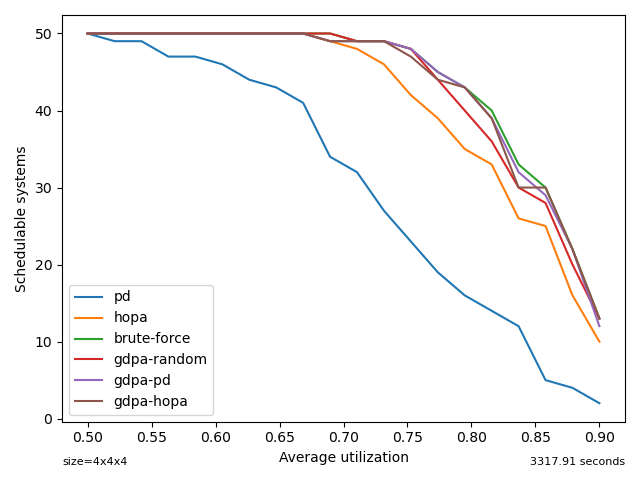 50
40
30
20
10
0
Schedulable systems
pd
hopa
brute-force
gdpa-random
gdpa-pd
gdpa-hopa
0.50 0.55 0.60 0.65 0.70 0.75 0.80 0.85 0.90
Average utilization
size=4x4x4
3317.91 seconds